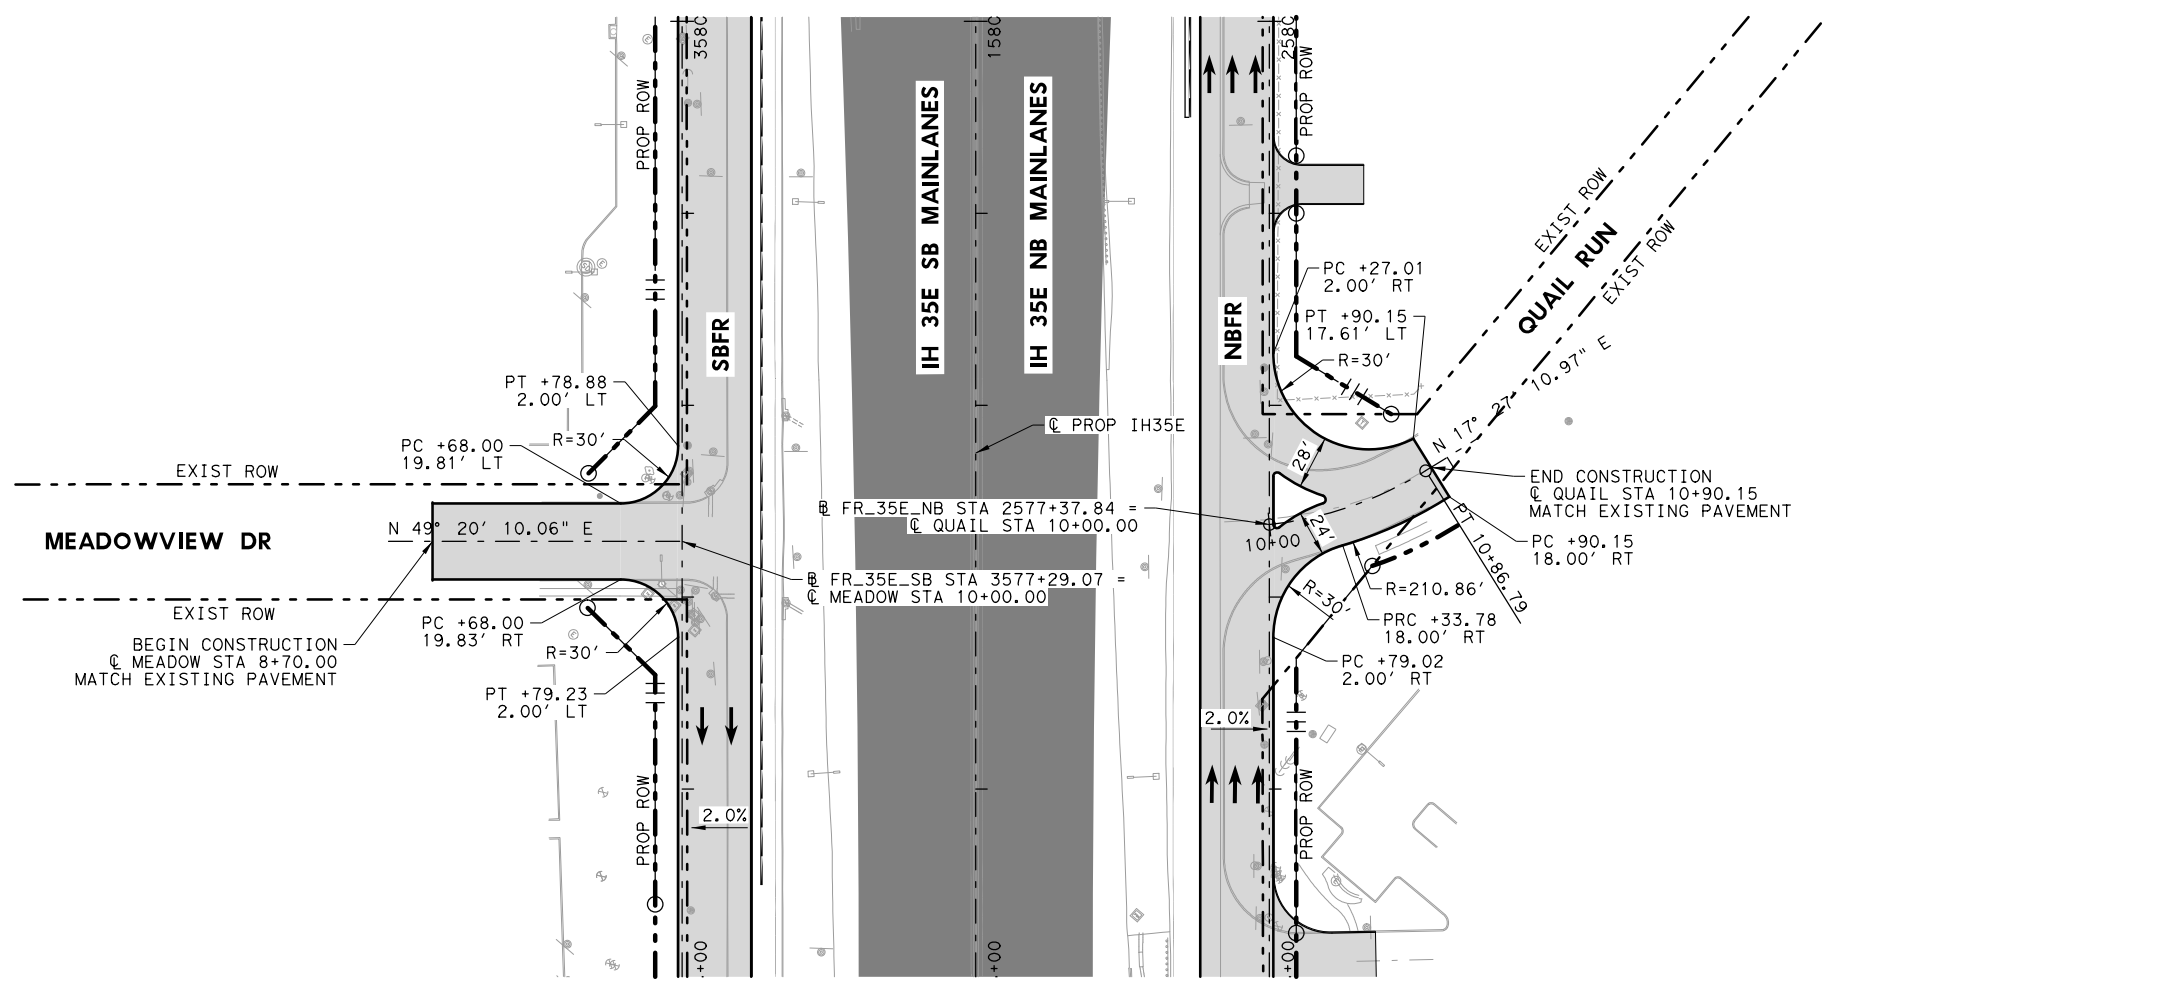 358C
158C
258C
PROP ROW
PROP ROW
IH 35E SB MAINLANES
IH 35E NB MAINLANES
SBFR
NBFR
EXIST ROW
QUAIL RUN
EXIST ROW
PC +27.01
2.00' RT
PT +90.15
17.61' LT
R=30'
N 17° 27' 10.97" E
PT +78.88
2.00' LT
R=30'
PC +68.00
19.81' LT
EXIST ROW
℄ PROP IH35E
28'
END CONSTRUCTION
℄ QUAIL STA 10+90.15
MATCH EXISTING PAVEMENT
N 49° 20' 10.06" E
MEADOWVIEW DR
B FR_35E_NB STA 2577+37.84 =
℄ QUAIL STA 10+00.00
24'
10+00
PT 10+86.79
PC +90.15
18.00' RT
B FR_35E_SB STA 3577+29.07 =
℄ MEADOW STA 10+00.00
EXIST ROW
R=210.86'
R=30'
PRC +33.78
18.00' RT
PC +68.00
19.83' RT
R=30'
BEGIN CONSTRUCTION
℄ MEADOW STA 8+70.00
MATCH EXISTING PAVEMENT
PC +79.02
2.00' RT
PT +79.23
2.00' LT
2.0%
2.0%
PROP ROW
PROP ROW
+00
+00
+00